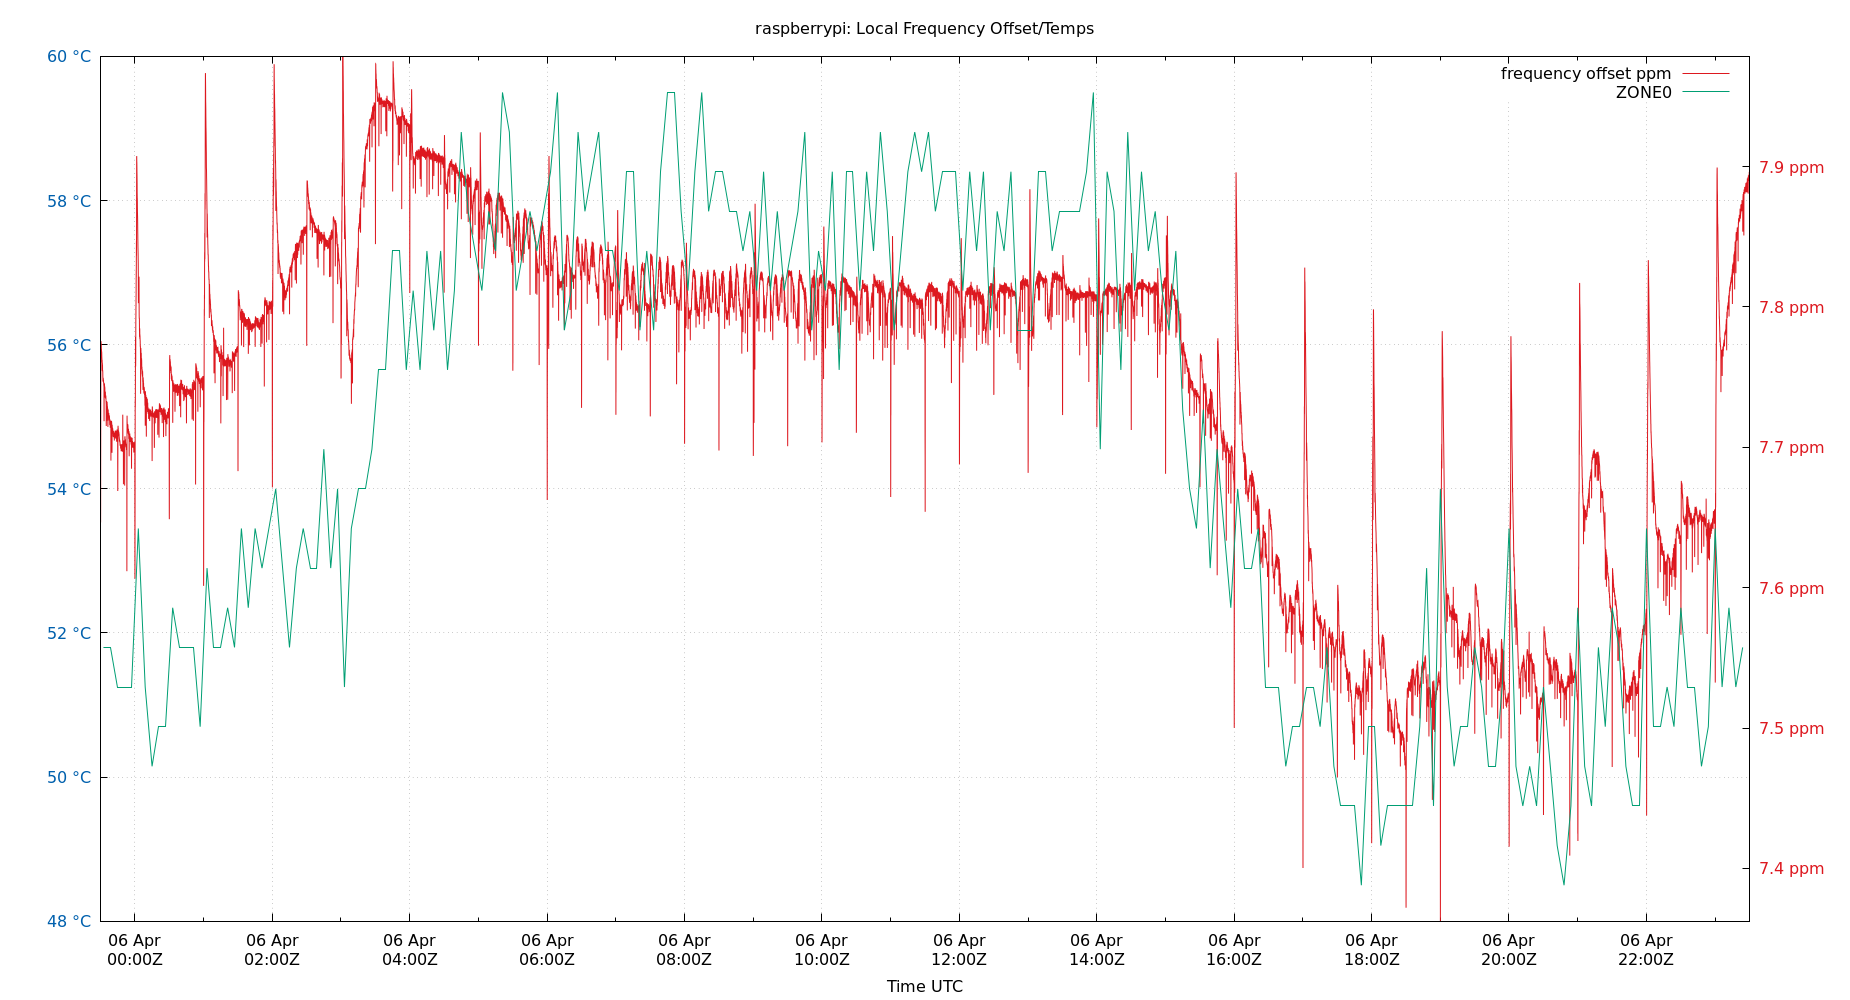 raspberrypi: Local Frequency Offset/Temps
frequency offset ppm
ZONE0
60 °C
58 °C
56 °C
54 °C
52 °C
50 °C
48 °C
7.9 ppm
7.8 ppm
7.7 ppm
7.6 ppm
7.5 ppm
7.4 ppm
06 Apr 06 Apr 06 Apr 06 Apr 06 Apr 06 Apr 06 Apr 06 Apr 06 Apr 06 Apr 06 Apr 06 Apr
00:00Z 02:00Z 04:00Z 06:00Z 08:00Z 10:00Z 12:00Z 14:00Z 16:00Z 18:00Z 20:00Z 22:00Z
Time UTC